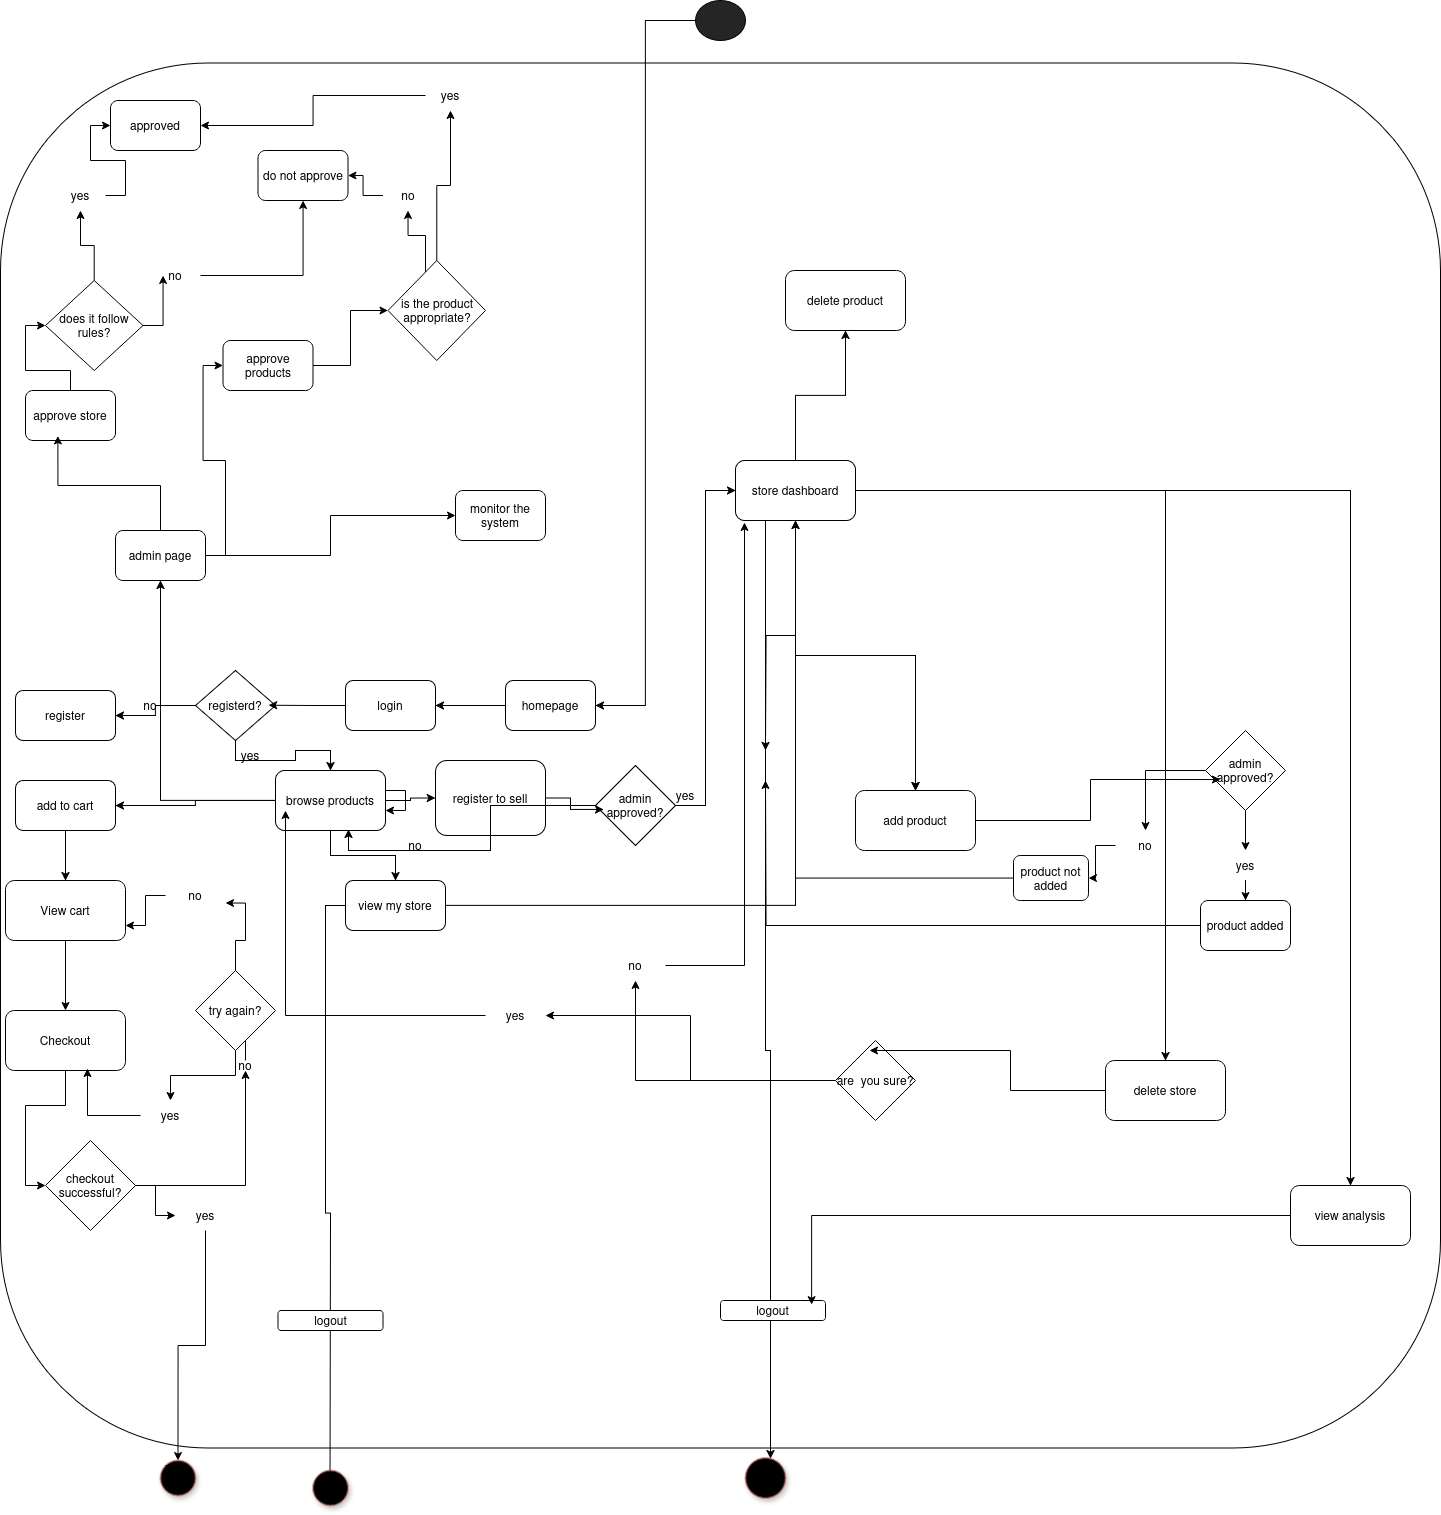 yes
approved
do not approve
yes
no
no
does it follow
rules?
is the product
appropriate?
delete product
approve
products
approve store
store dashboard
monitor the
system
admin page
register
no
registerd?
login
homepage
yes
add to cart
browse products
register to sell
admin
approved?
yes
no
admin
approved?
add product
no
product not
added
yes
View cart
no
view my store
product added
no
try again?
yes
Checkout
no
are  you sure?
delete store
yes
checkout
successful?
yes
view analysis
logout
logout